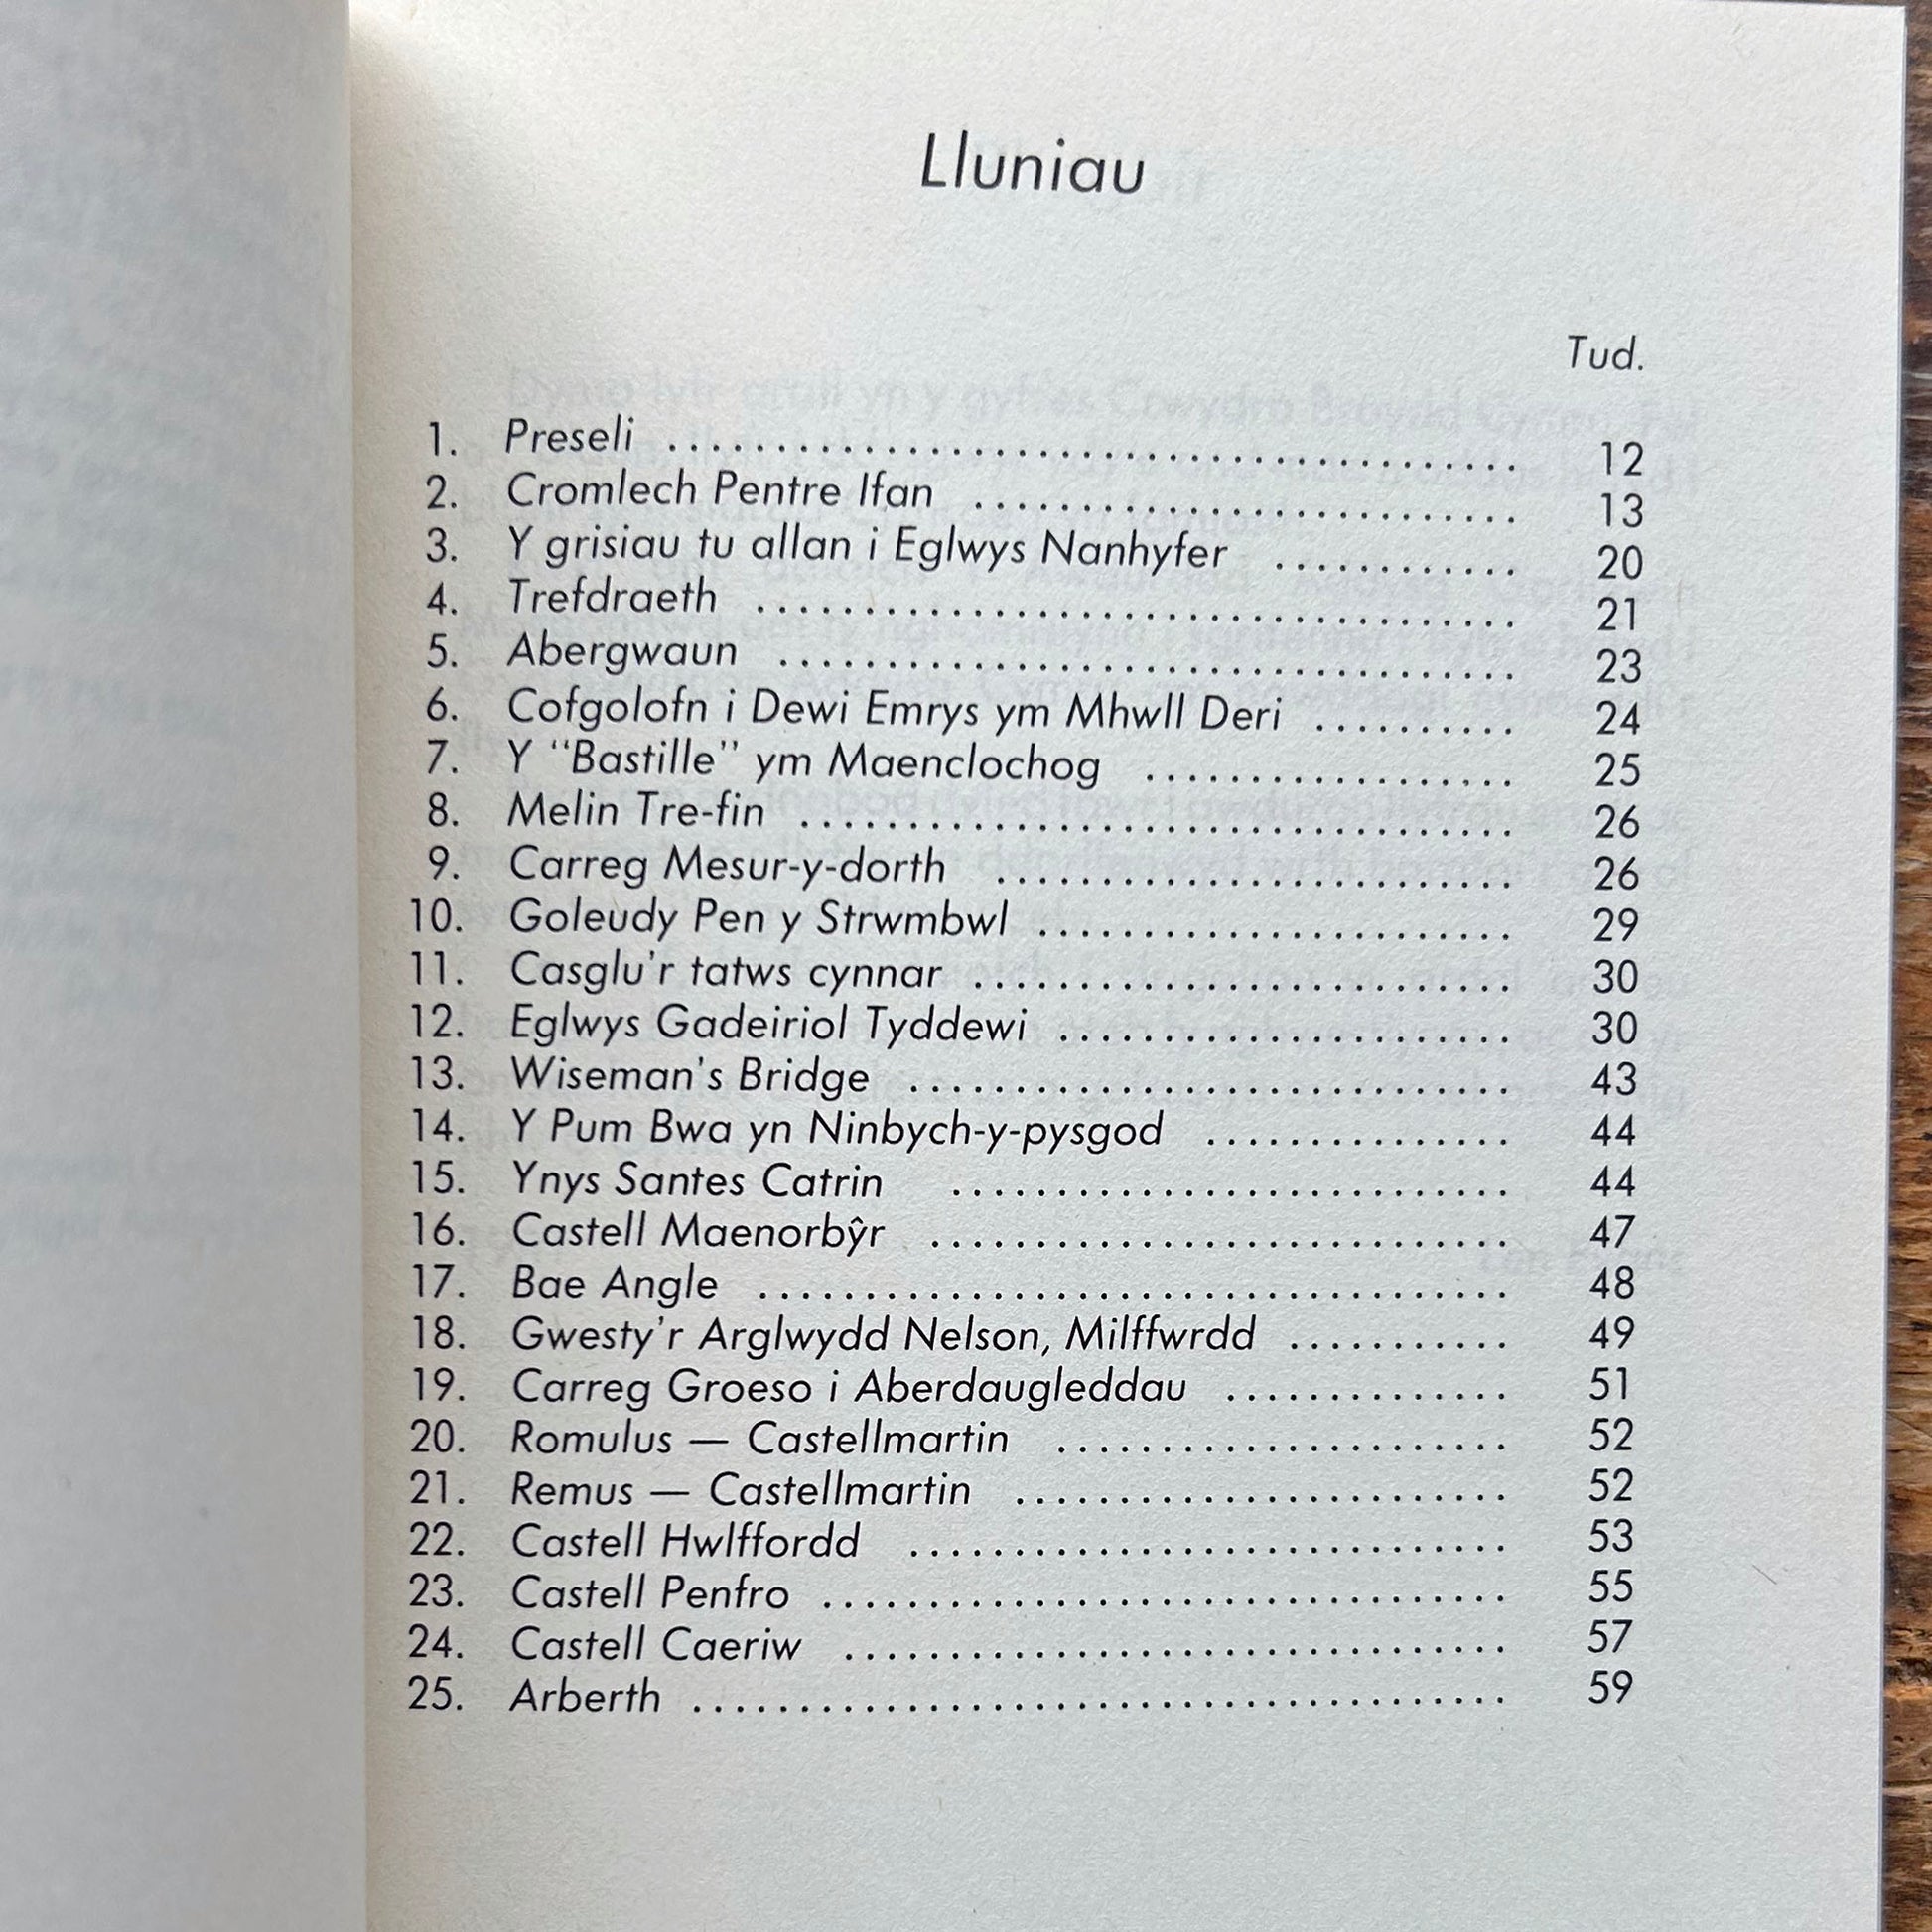 Lluniau
Tud.
1. Preseli ........................................ 12
2. Cromlech Pentre Ifan .......................... 13
3. Y grisiau tu allan i Eglwys Nanhyfer ............ 20
4. Trefdraeth .................................... 21
5. Abergwaun ................................... 23
6. Cofgolofn i Dewi Emrys ym Mhwll Deri .......... 24
7. Y "Bastille" ym Maenclochog .................. 25
8. Melin Tre-fin .................................. 26
9. Carreg Mesur-y-dorth ......................... 26
10. Goleudy Pen y Strwmbwl ....................... 29
11. Casglu'r tatws cynnar .......................... 30
12. Eglwys Gadeiriol Tyddewi ...................... 30
13. Wiseman's Bridge ............................. 43
14. Y Pum Bwa yn Ninbych-y-pysgod ............... 44
15. Ynys Santes Catrin ........................... 44
16. Castell Maenorbŷr ............................ 47
17. Bae Angle .................................... 48
18. Gwesty'r Arglwydd Nelson, Milffwrdd ........... 49
19. Carreg Groeso i Aberdaugleddau .............. 51
20. Romulus — Castellmartin ...................... 52
21. Remus — Castellmartin ........................ 52
22. Castell Hwlffordd ............................. 53
23. Castell Penfro ................................. 55
24. Castell Caeriw ................................ 57
25. Arberth ....................................... 59